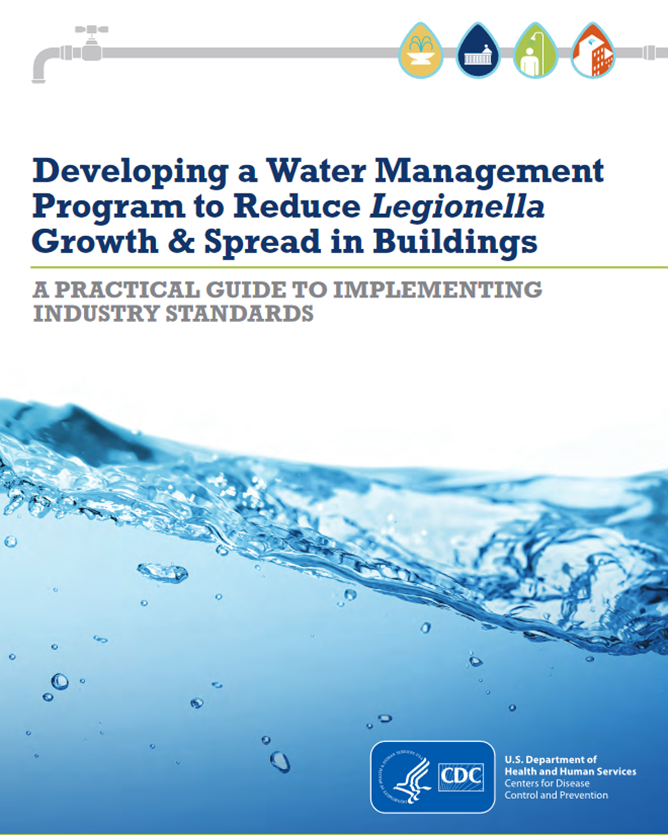 Developing a Water Management
Program to Reduce Legionella
Growth & Spread in Buildings
A PRACTICAL GUIDE TO IMPLEMENTING
INDUSTRY STANDARDS
CDC
U.S. Department of
Health and Human Services
Centers for Disease
Control and Prevention